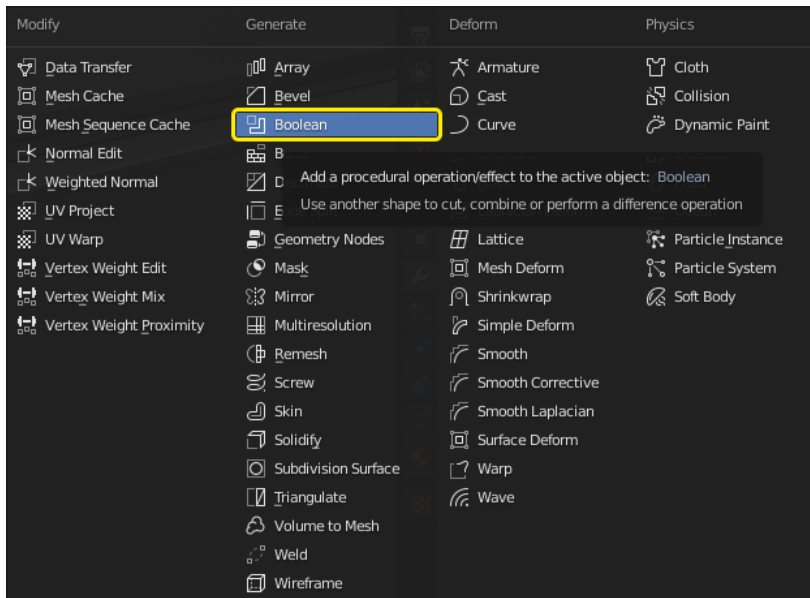 Modify
Data Transfer
Mesh Cache
Mesh Sequence Cache
Normal Edit
Weighted Normal
UV Project
UV Warp
Vertex Weight Edit
Vertex Weight Mix
Vertex Weight Proximity
Generate
Array
Bevel
Boolean
B
D
E
Geometry Nodes
Mask
Mirror
Multiresolution
Remesh
Screw
Skin
Solidify
Subdivision Surface
Triangulate
Volume to Mesh
Weld
Wireframe
Add a procedural operation/effect to the active object: Boolean
Use another shape to cut, combine or perform a difference operation
Deform
Armature
Cast
Curve
Lattice
Mesh Deform
Shrinkwrap
Simple Deform
Smooth
Smooth Corrective
Smooth Laplacian
Surface Deform
Warp
Wave
Physics
Cloth
Collision
Dynamic Paint
Particle Instance
Particle System
Soft Body